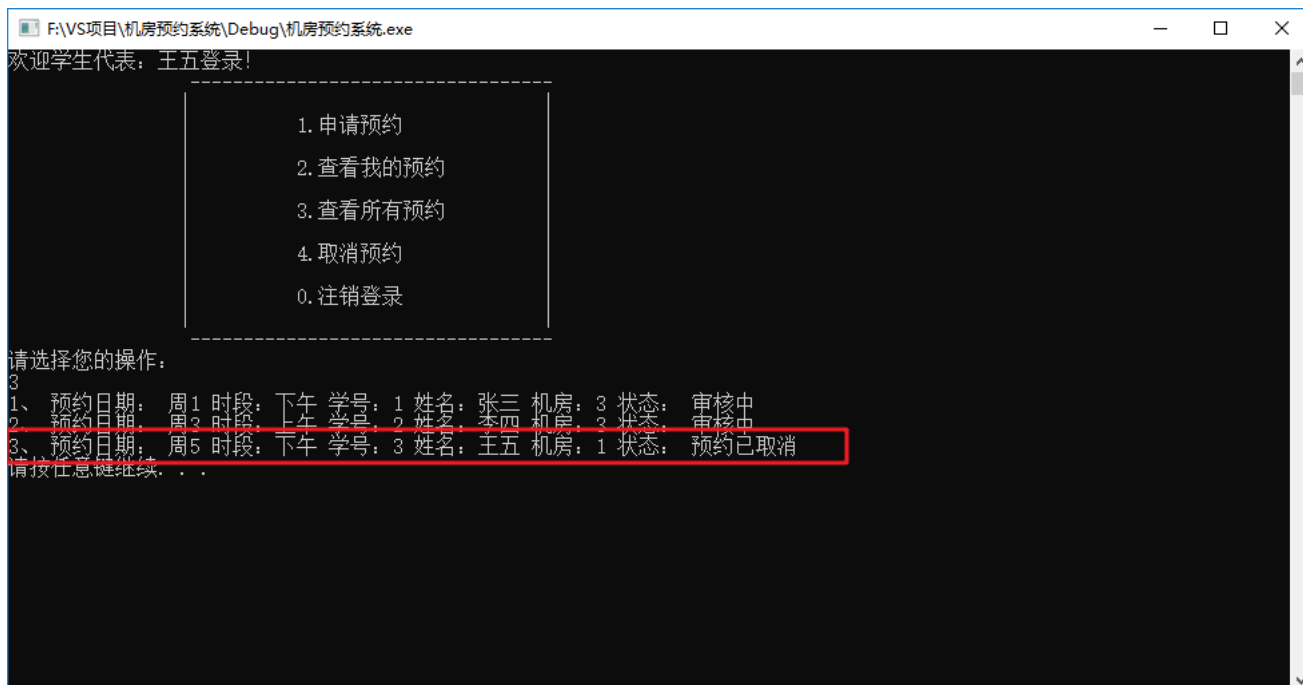 F:\VS项目\机房预约系统\Debug\机房预约系统.exe
欢迎学生代表：王五登录!
----------------------------------
1.申请预约
2.查看我的预约
3.查看所有预约
4.取消预约
0.注销登录
----------------------------------
请选择您的操作：
3
1、 预约日期： 周1 时段：下午 学号：1 姓名：张三 机房：3 状态： 审核中
2、 预约日期： 周3 时段：上午 学号：2 姓名：李四 机房：3 状态： 审核中
3、 预约日期： 周5 时段：下午 学号：3 姓名：王五 机房：1 状态： 预约已取消
请按任意键继续. . .